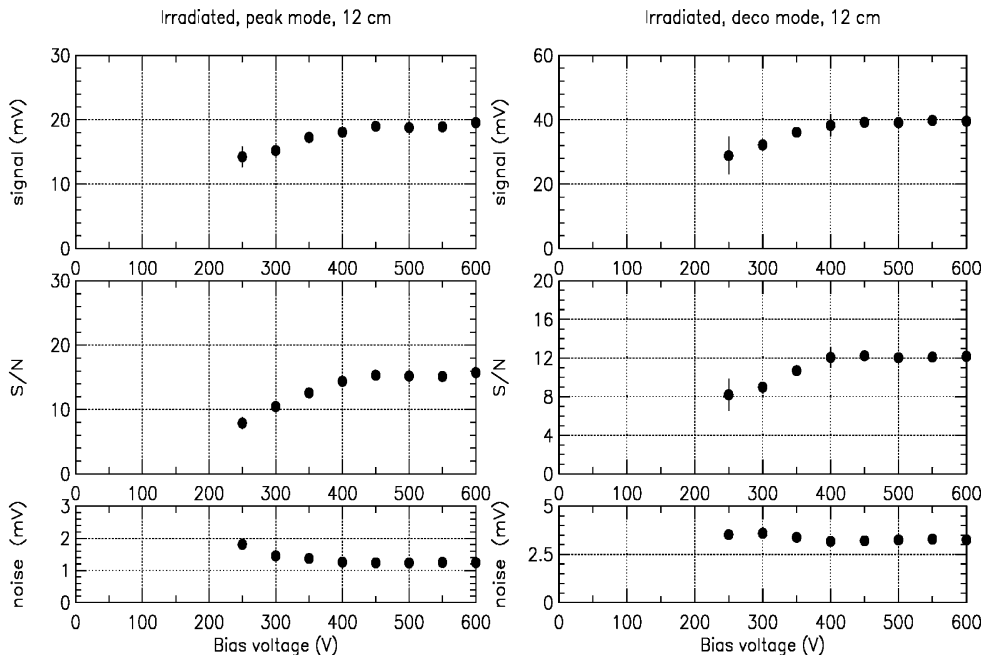 Irradiated, peak mode, 12 cm
signal (mV)
30
20
10
0
0 100 200 300 400 500 600
S/N
30
20
10
0
0 100 200 300 400 500 600
noise (mV)
3
2
1
0
0 100 200 300 400 500 600
Bias voltage (V)
Irradiated, deco mode, 12 cm
signal (mV)
60
40
20
0
0 100 200 300 400 500 600
S/N
20
16
12
8
4
0
0 100 200 300 400 500 600
noise (mV)
5
2.5
0
0 100 200 300 400 500 600
Bias voltage (V)